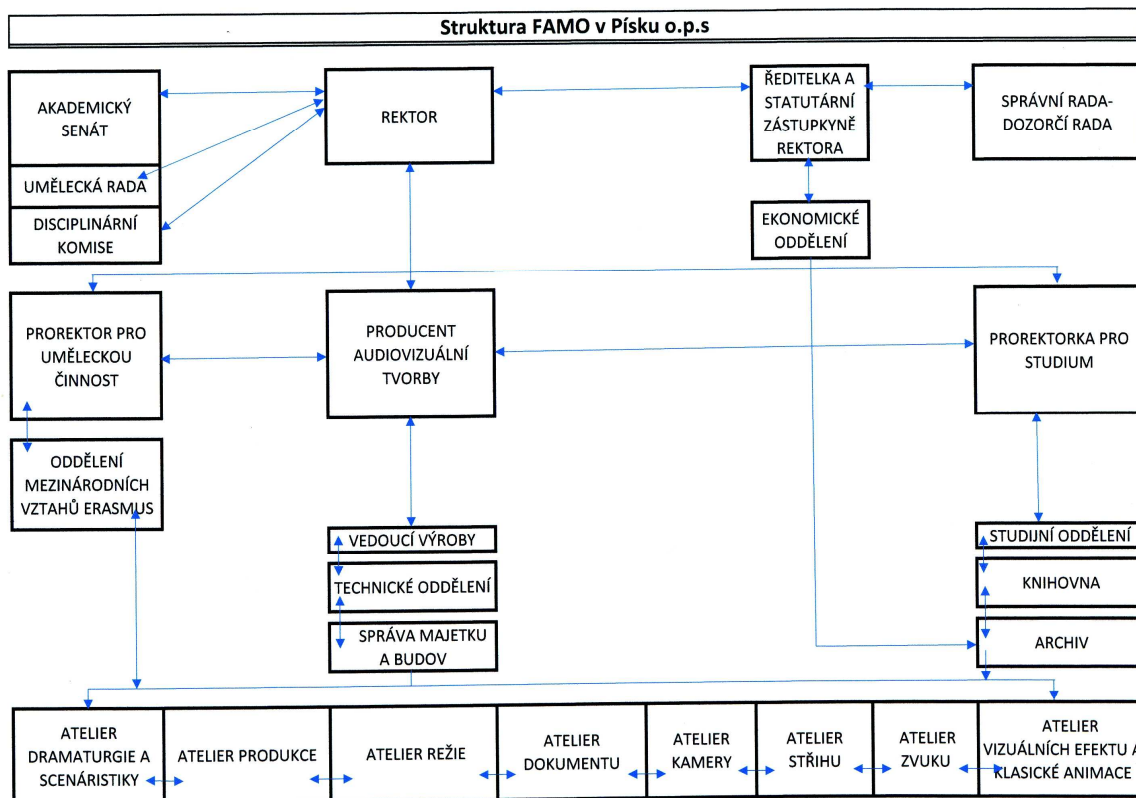 Struktura FAMO v Písku o.p.s
AKADEMICKÝ
SENÁT
UMĚLECKÁ RADA
DISCIPLINÁRNÍ
KOMISE
REKTOR
ŘEDITELKA A
STATUTÁRNÍ
ZÁSTUPKYNĚ
REKTORA
SPRÁVNÍ RADA-
DOZORČÍ RADA
EKONOMICKÉ
ODDĚLENÍ
PROREKTOR PRO
UMĚLECKOU
ČINNOST
PRODUCENT
AUDIOVIZUÁLNÍ
TVORBY
PROREKTORKA PRO
STUDIUM
ODDĚLENÍ
MEZINÁRODNÍCH
VZTAHŮ ERASMUS
VEDOUCÍ VÝROBY
TECHNICKÉ ODDĚLENÍ
SPRÁVA MAJETKU
A BUDOV
STUDIJNÍ ODDĚLENÍ
KNIHOVNA
ARCHIV
ATELIER
DRAMATURGIE A
SCENÁRISTIKY
ATELIER PRODUKCE
ATELIER REŽIE
ATELIER
DOKUMENTU
ATELIER
KAMERY
ATELIER
STŘIHU
ATELIER
ZVUKU
ATELIER
VIZUÁLNÍCH EFEKTU A
KLASICKÉ ANIMACE